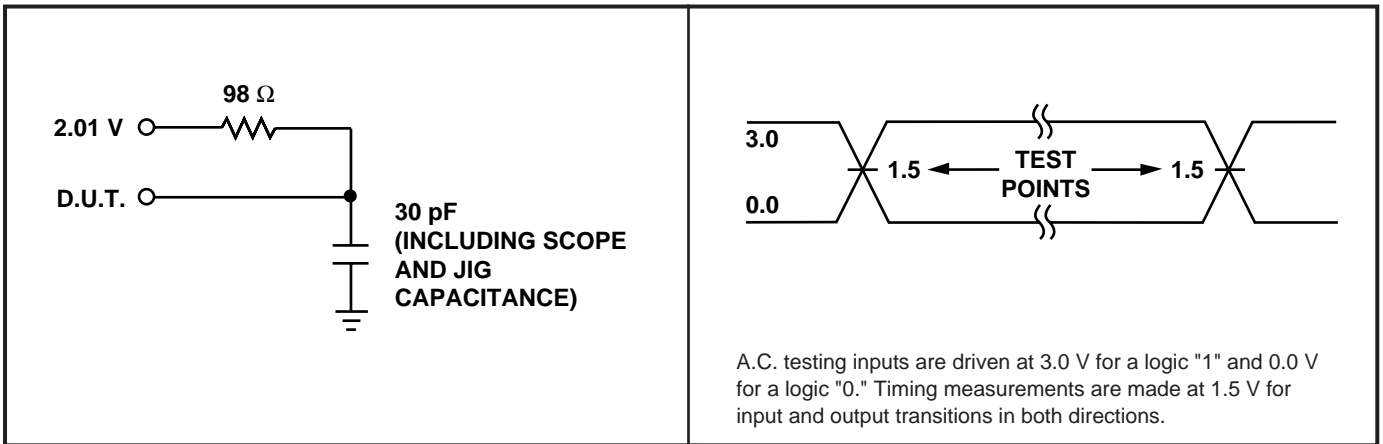 98 Ω
2.01 V
D.U.T.
30 pF
(INCLUDING SCOPE
AND JIG
CAPACITANCE)
3.0
1.5
TEST
POINTS
1.5
0.0
A.C. testing inputs are driven at 3.0 V for a logic "1" and 0.0 V
for a logic "0." Timing measurements are made at 1.5 V for
input and output transitions in both directions.